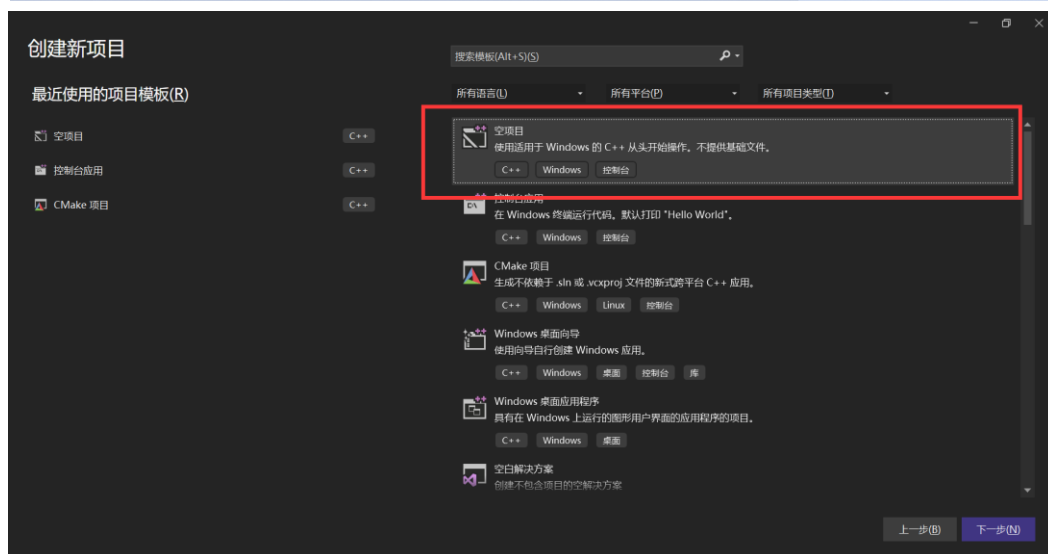 创建新项目
搜索模板(Alt+S)(S)
最近使用的项目模板(R)
所有语言(L) 所有平台(P) 所有项目类型(T)
空项目 C++
控制台应用 C++
CMake 项目 C++
空项目
使用适用于 Windows 的 C++ 从头开始操作。不提供基础文件。
C++ Windows 控制台
控制台应用
在 Windows 终端运行代码。默认打印 "Hello World"。
C++ Windows 控制台
CMake 项目
生成不依赖于 .sln 或 .vcxproj 文件的新式跨平台 C++ 应用。
C++ Windows Linux 控制台
Windows 桌面向导
使用向导自行创建 Windows 应用。
C++ Windows 桌面 控制台 库
Windows 桌面应用程序
具有在 Windows 上运行的图形用户界面的应用程序的项目。
C++ Windows 桌面
空白解决方案
创建不包含项目的空解决方案
上一步(B) 下一步(N)